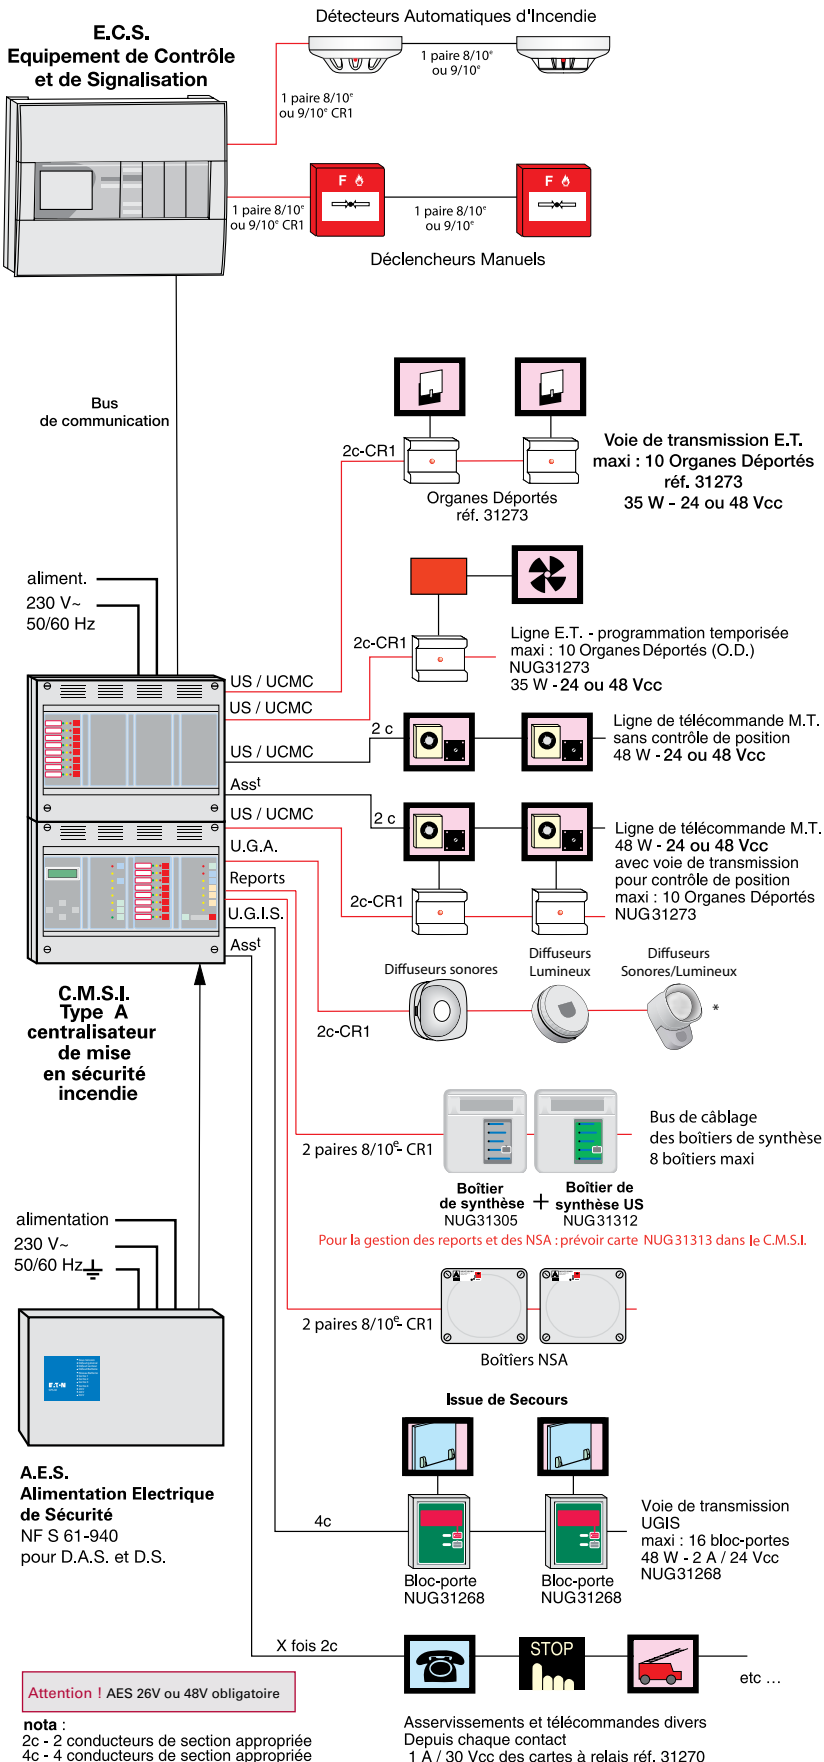 Détecteurs Automatiques d'Incendie
E.C.S.
Equipement de Contrôle
et de Signalisation
1 paire 8/10e
ou 9/10e
1 paire 8/10e
ou 9/10e CR1
F
F
1 paire 8/10e
ou 9/10e CR1
1 paire 8/10e
ou 9/10e
Déclencheurs Manuels
Bus
de communication
2c-CR1
Voie de transmission E.T.
maxi : 10 Organes Déportés
réf. 31273
35 W - 24 ou 48 Vcc
Organes Déportés
réf. 31273
aliment.
230 V~
50/60 Hz
2c-CR1
Ligne E.T. - programmation temporisée
maxi : 10 Organes Déportés (O.D.)
NUG31273
35 W - 24 ou 48 Vcc
US / UCMC
US / UCMC
US / UCMC
Asst
US / UCMC
U.G.A.
Reports
U.G.I.S.
Asst
2 c
Ligne de télécommande M.T.
sans contrôle de position
48 W - 24 ou 48 Vcc
2 c
2c-CR1
Ligne de télécommande M.T.
48 W - 24 ou 48 Vcc
avec voie de transmission
pour contrôle de position
maxi : 10 Organes Déportés
NUG31273
C.M.S.I.
Type A
centralisateur
de mise
en sécurité
incendie
Diffuseurs sonores
Diffuseurs
Lumineux
Diffuseurs
Sonores/Lumineux
*
2c-CR1
2 paires 8/10e- CR1
Bus de câblage
des boîtiers de synthèse
8 boîtiers maxi
Boîtier
de synthèse
NUG31305
+
Boîtier de
synthèse US
NUG31312
Pour la gestion des reports et des NSA : prévoir carte NUG31313 dans le C.M.S.I.
alimentation
230 V~
50/60 Hz
2 paires 8/10e- CR1
Boîtîers NSA
EATON
A.E.S.
Alimentation Electrique
de Sécurité
NF S 61-940
pour D.A.S. et D.S.
Issue de Secours
4c
Voie de transmission
UGIS
maxi : 16 bloc-portes
48 W - 2 A / 24 Vcc
NUG31268
Bloc-porte
NUG31268
Bloc-porte
NUG31268
X fois 2c
STOP
etc ...
Attention ! AES 26V ou 48V obligatoire
nota :
2c - 2 conducteurs de section appropriée
4c - 4 conducteurs de section appropriée
Asservissements et télécommandes divers
Depuis chaque contact
1 A / 30 Vcc des cartes à relais réf. 31270